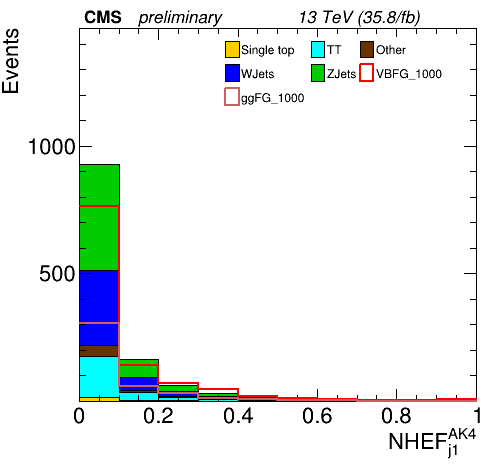 CMS preliminary 13 TeV (35.8/fb)
Events
Single top TT Other
WJets ZJets VBFG_1000
ggFG_1000
1000
500
0 0.2 0.4 0.6 0.8 1
NHEF^{AK4}_{j1}